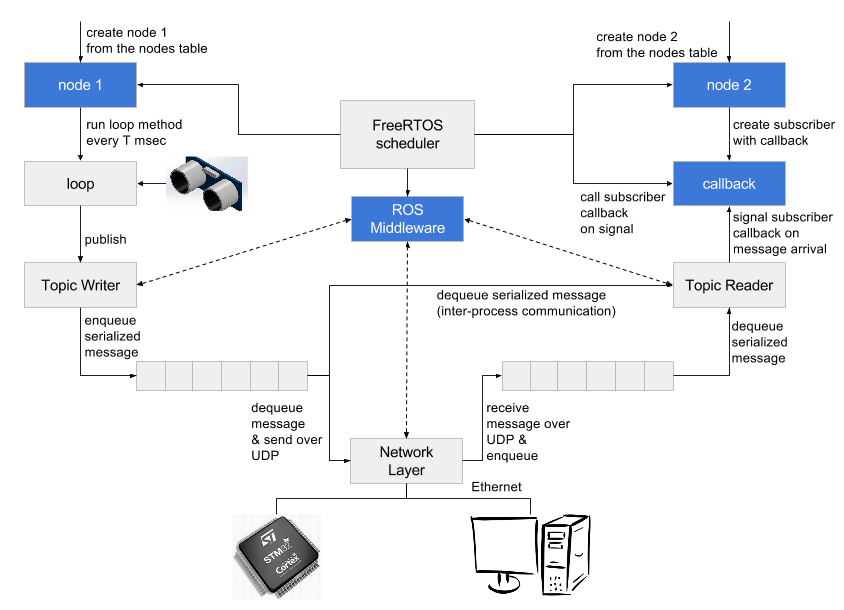 create node 1
from the nodes table
create node 2
from the nodes table
node 1
node 2
FreeRTOS
scheduler
run loop method
every T msec
create subscriber
with callback
loop
callback
call subscriber
callback
on signal
ROS
Middleware
signal subscriber
callback on
message arrival
publish
Topic Writer
Topic Reader
dequeue serialized message
(inter-process communication)
enqueue
serialized
message
dequeue
serialized
message
dequeue
message
& send over
UDP
receive
message over
UDP &
enqueue
Network
Layer
Ethernet
STM32
Cortex